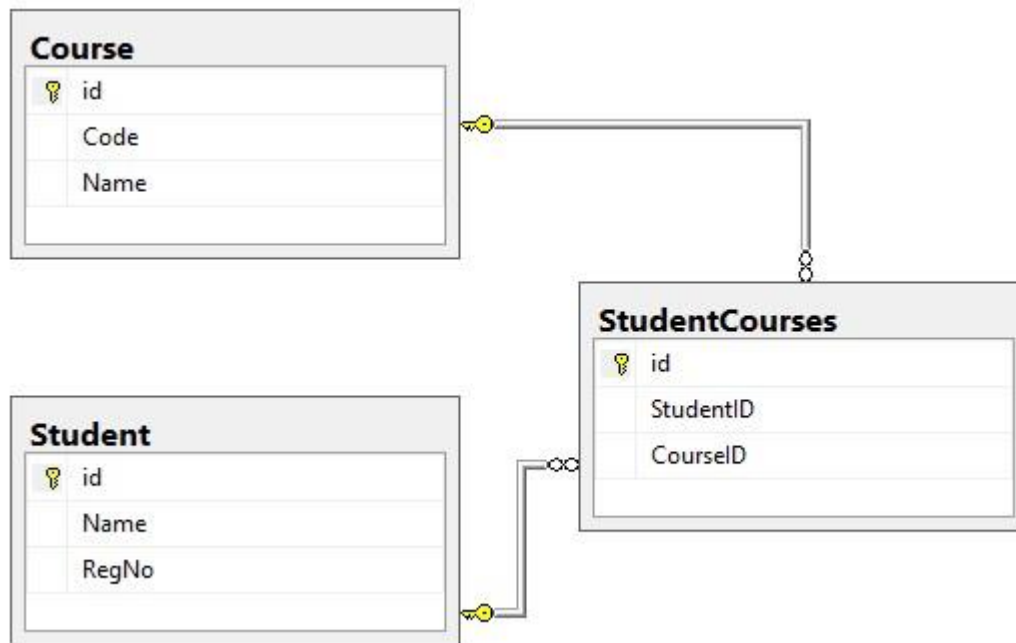 Course
id
Code
Name
StudentCourses
id
StudentID
CourseID
Student
id
Name
RegNo